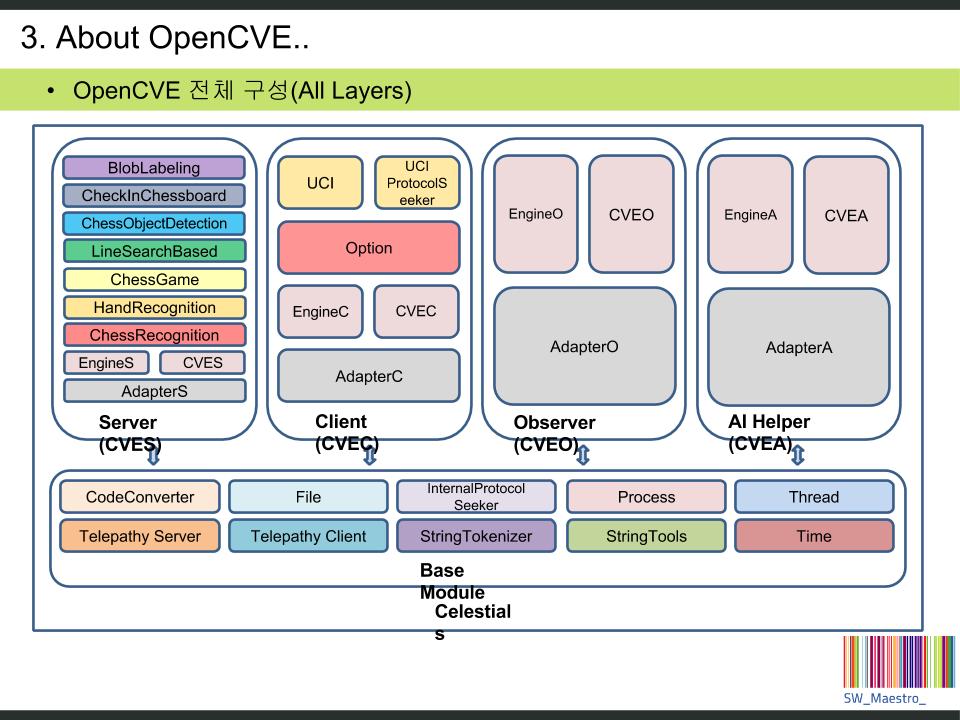 3. About OpenCVE..
• OpenCVE 전체 구성(All Layers)
BlobLabeling
CheckInChessboard
ChessObjectDetection
LineSearchBased
ChessGame
HandRecognition
ChessRecognition
EngineS
CVES
AdapterS
Server
(CVES)
UCI
UCI
ProtocolS
eeker
Option
EngineC
CVEC
AdapterC
Client
(CVEC)
EngineO
CVEO
AdapterO
Observer
(CVEO)
EngineA
CVEA
AdapterA
AI Helper
(CVEA)
CodeConverter
File
InternalProtocol
Seeker
Process
Thread
Telepathy Server
Telepathy Client
StringTokenizer
StringTools
Time
Base
Module
Celestial
s
SW_Maestro_